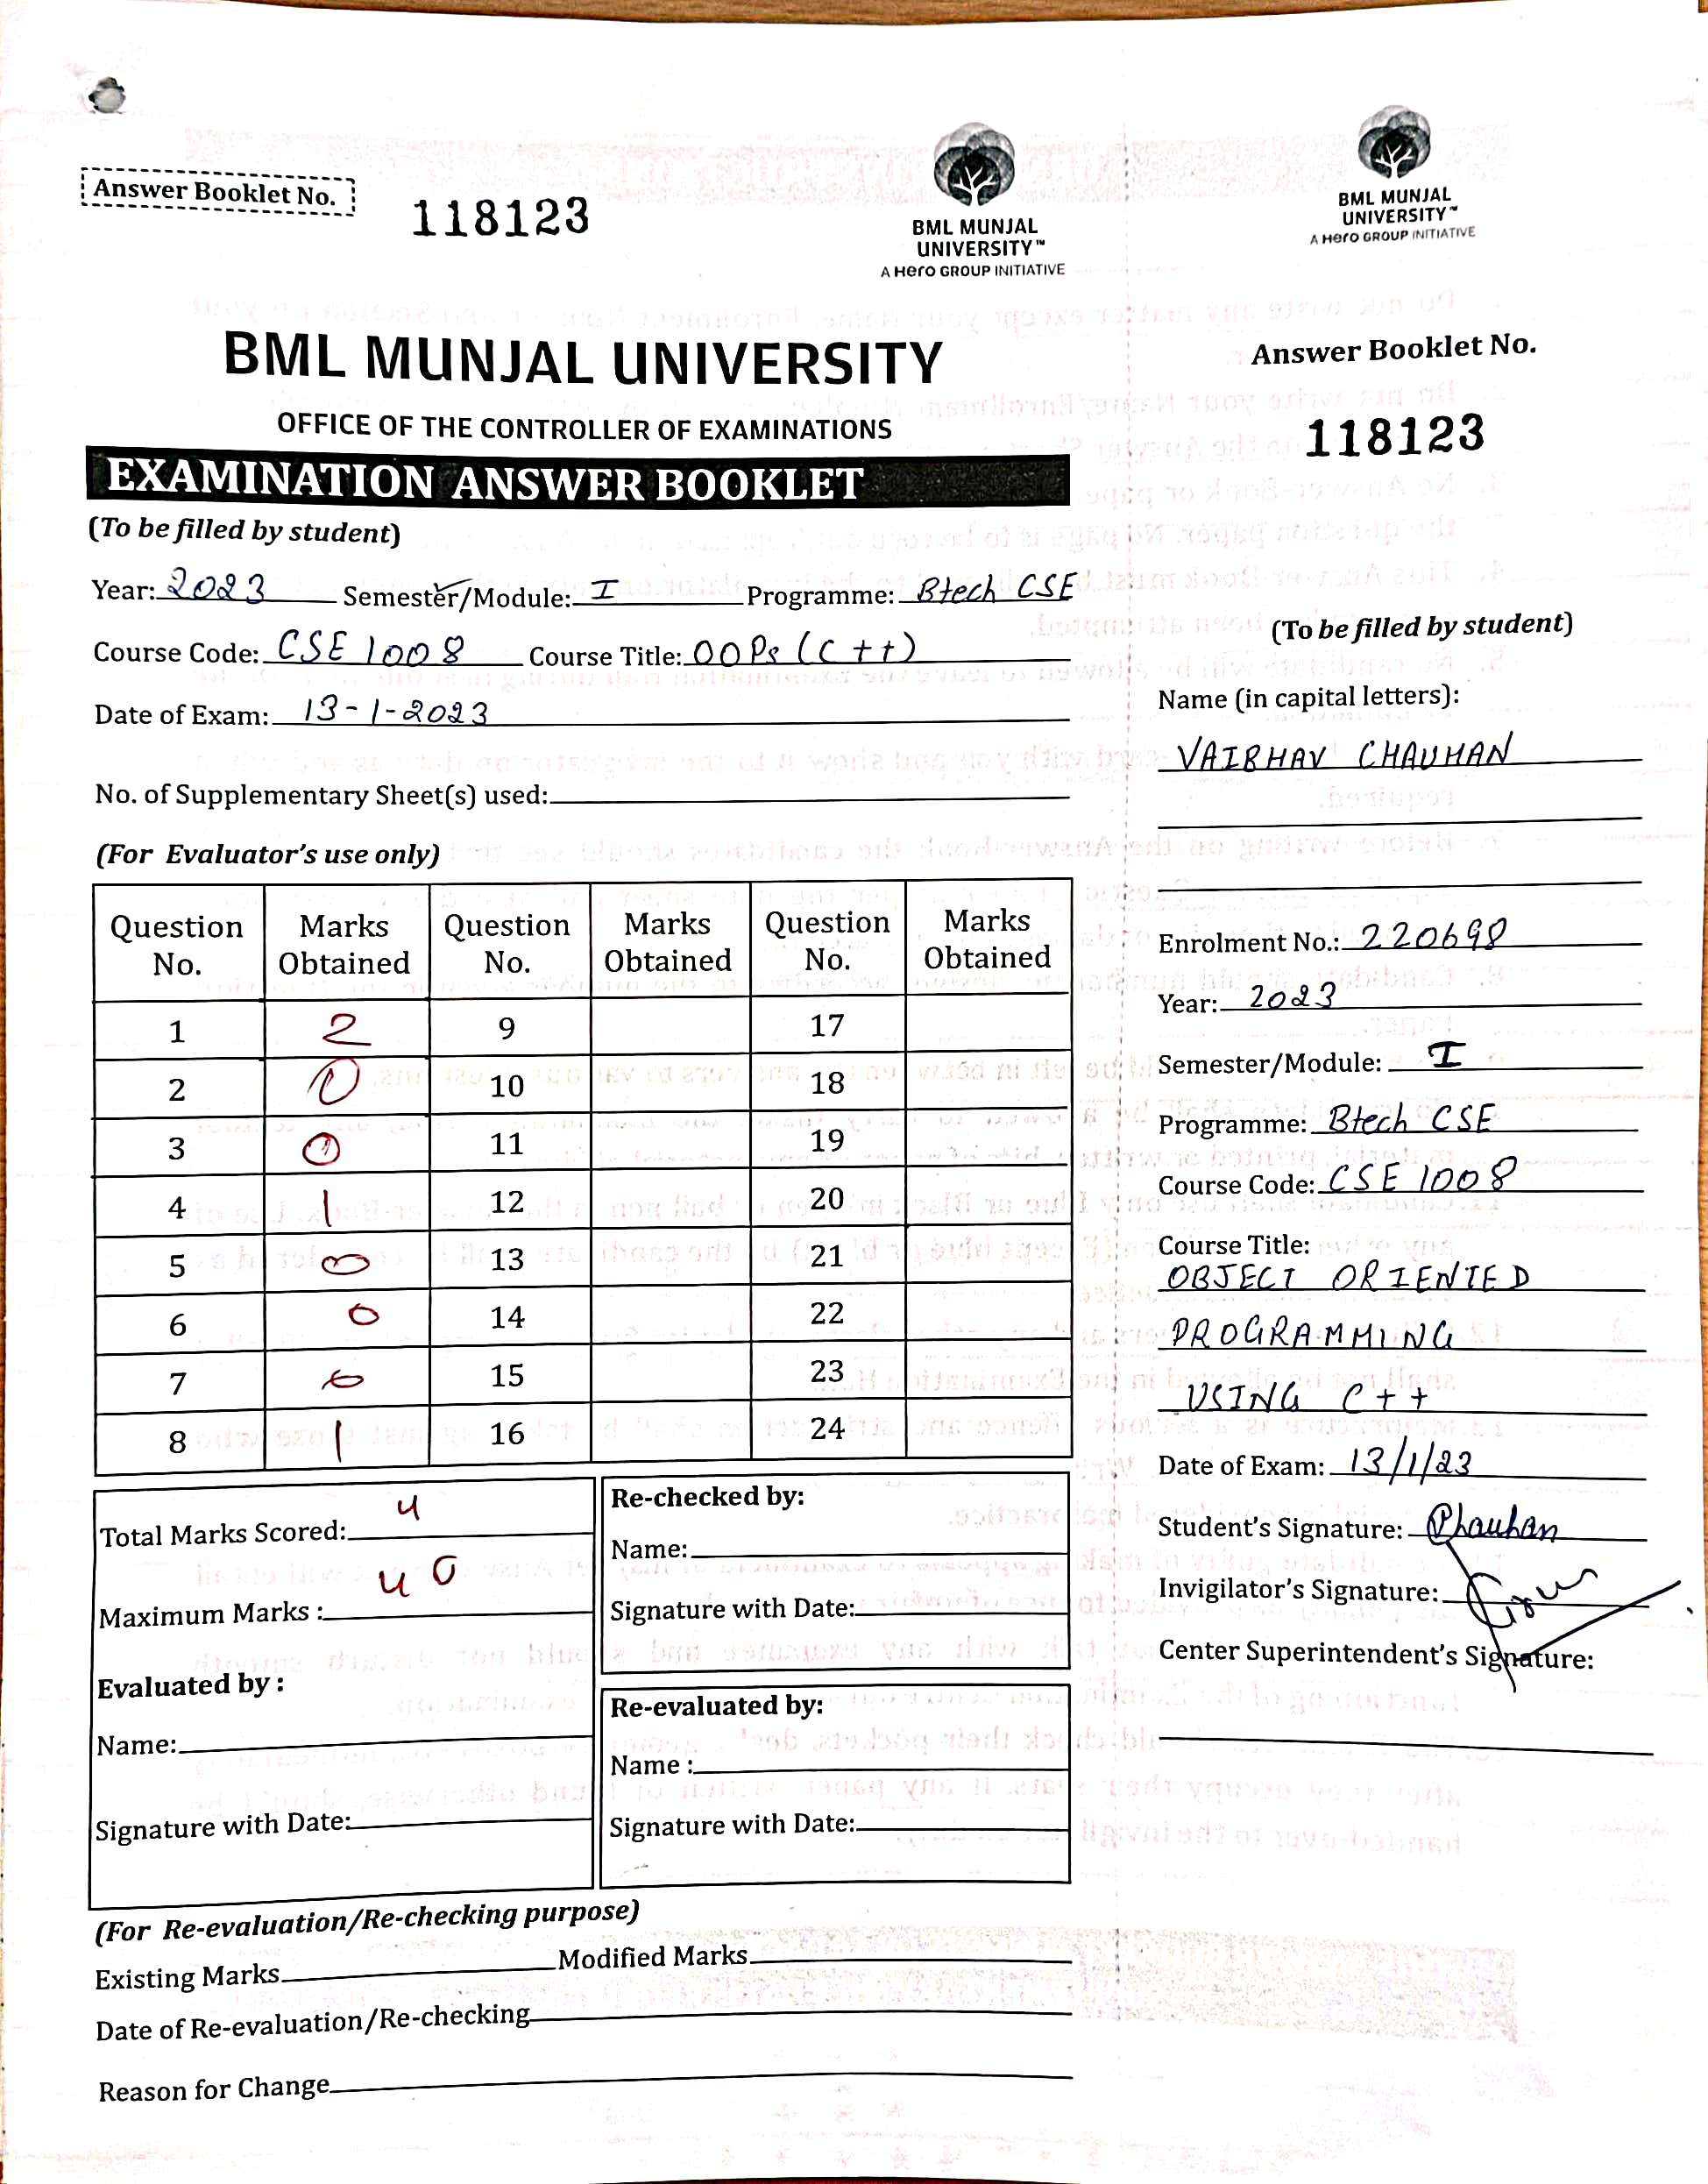 Answer Booklet No.
118123
BML MUNJAL
UNIVERSITY™
A Hero GROUP INITIATIVE
BML MUNJAL UNIVERSITY
OFFICE OF THE CONTROLLER OF EXAMINATIONS
EXAMINATION ANSWER BOOKLET
(To be filled by student)
Year: 2023 Semester/Module: I Programme: Btech CSE
Course Code: CSE 1008 Course Title: OOPs (C++)
Date of Exam: 13-1-2023
No. of Supplementary Sheet(s) used:
(For Evaluator's use only)
Question No. Marks Obtained Question No. Marks Obtained Question No. Marks Obtained
1 2 9 17
2 10 18
3 11 19
4 1 12 20
5 13 21
6 0 14 22
7 15 23
8 1 16 24
Total Marks Scored: 4
Maximum Marks : 40
Evaluated by :
Name:
Signature with Date:
Re-checked by:
Name:
Signature with Date:
Re-evaluated by:
Name :
Signature with Date:
(For Re-evaluation/Re-checking purpose)
Existing Marks Modified Marks
Date of Re-evaluation/Re-checking
Reason for Change
BML MUNJAL
UNIVERSITY™
A Hero GROUP INITIATIVE
Answer Booklet No.
118123
(To be filled by student)
Name (in capital letters):
VAIBHAV CHAUHAN
Enrolment No.: 220698
Year: 2023
Semester/Module: I
Programme: Btech CSE
Course Code: CSE 1008
Course Title:
OBJECT ORIENTED
PROGRAMMING
USING C++
Date of Exam: 13/1/23
Student's Signature: Chauhan
Invigilator's Signature:
Center Superintendent's Signature: